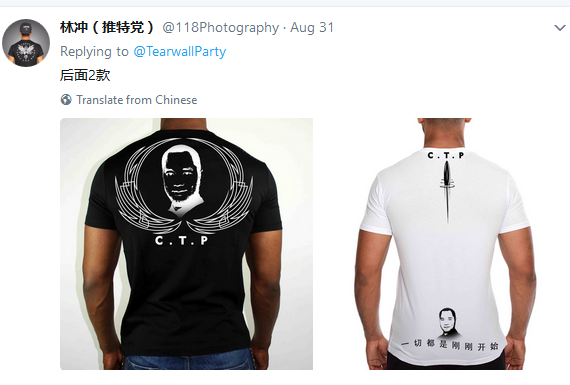 林冲（推特党） @118Photography · Aug 31
Replying to @TearwallParty
后面2款
Translate from Chinese
C.T.P
C.T.P
一切都是刚刚开始